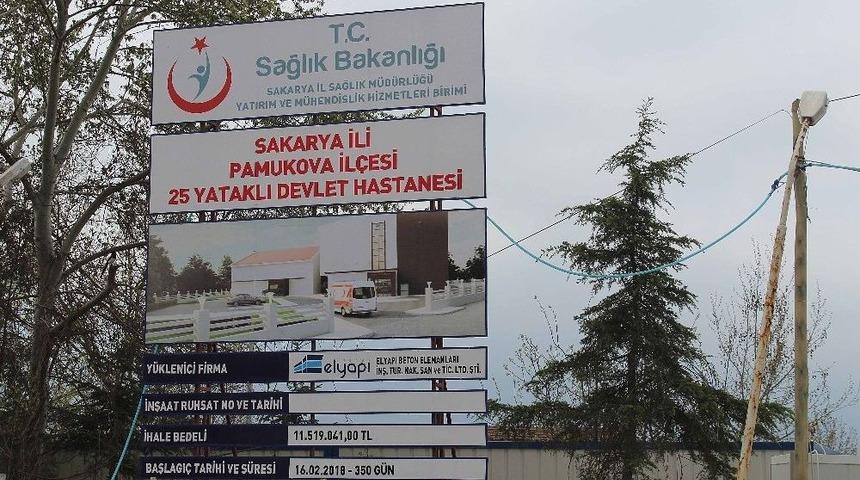 T.C.
Sağlık Bakanlığı
SAKARYA İL SAĞLIK MÜDÜRLÜĞÜ
YATIRIM VE MÜHENDİSLİK HİZMETLERİ BİRİMİ
SAKARYA İLİ
PAMUKOVA İLÇESİ
25 YATAKLI DEVLET HASTANESİ
YÜKLENİCİ FİRMA
elyapı
ELYAPI BETON ELEMANLARI
İNŞ. TUR. NAK. SAN ve TİC. LTD. ŞTİ.
İNŞAAT RUHSAT NO VE TARİHİ
İHALE BEDELİ 11.519.041,00 TL
BAŞLAGIÇ TARİHİ VE SÜRESİ 16.02.2018 - 350 GÜN